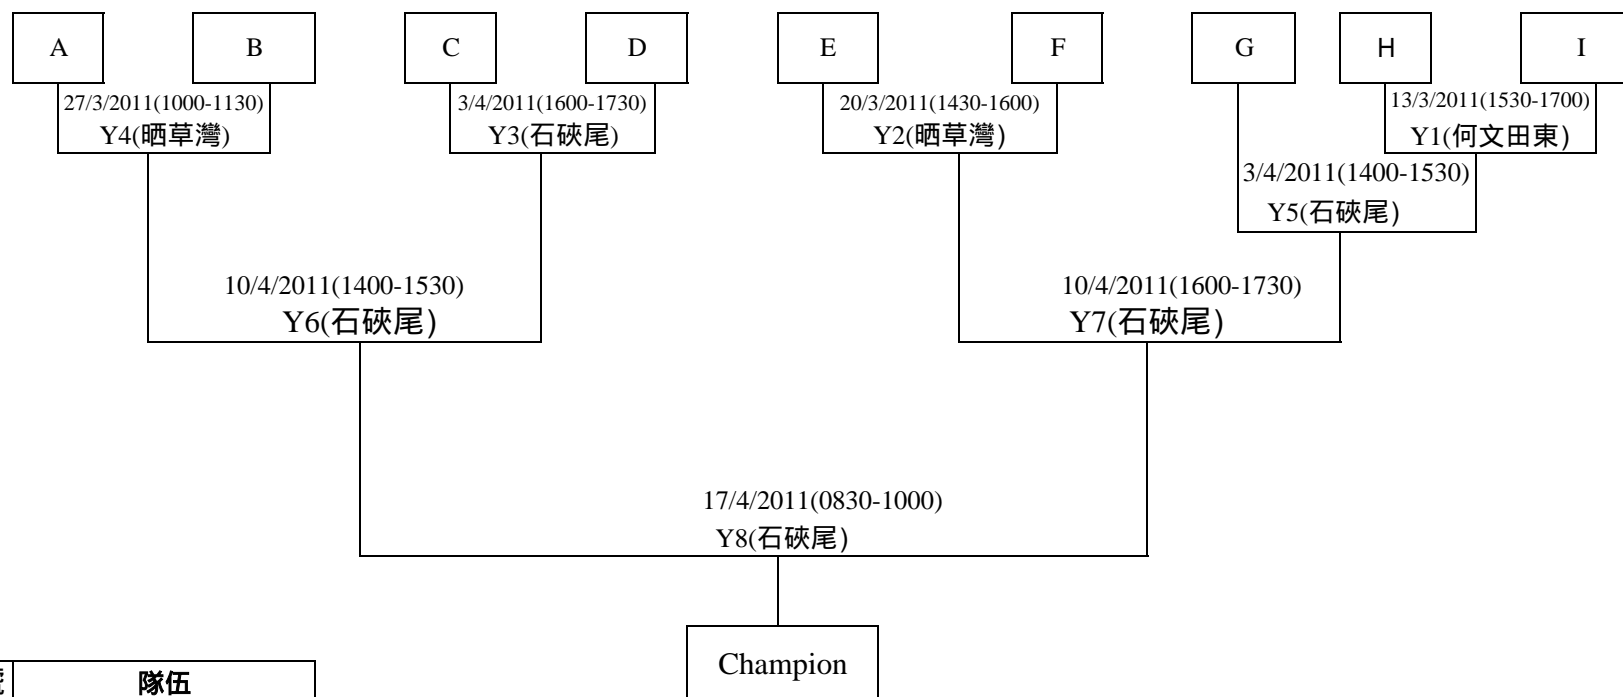 A B C D E F G H I
27/3/2011(1000-1130) 3/4/2011(1600-1730) 20/3/2011(1430-1600) 13/3/2011(1530-1700)
Y4(晒草灣) Y3(石硤尾) Y2(晒草灣) Y1(何文田東)
3/4/2011(1400-1530)
Y5(石硤尾)
10/4/2011(1400-1530) 10/4/2011(1600-1730)
Y6(石硤尾) Y7(石硤尾)
17/4/2011(0830-1000)
Y8(石硤尾)
Champion
隊伍